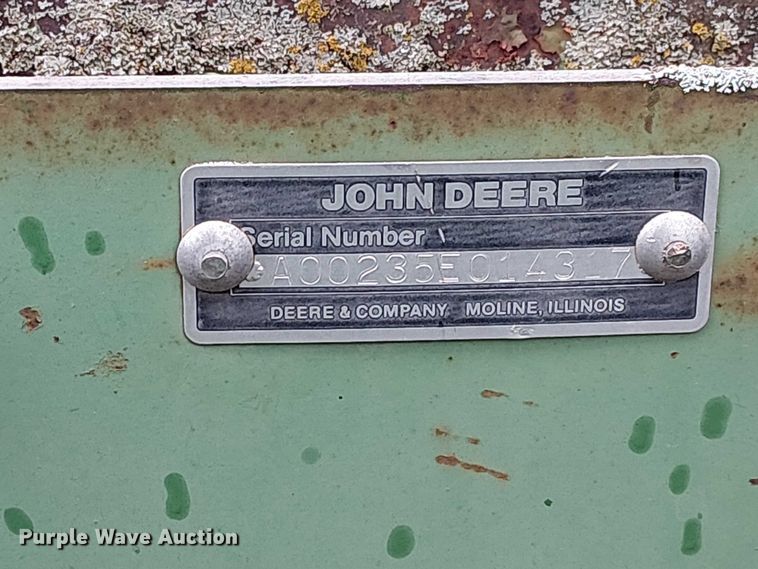 JOHN DEERE
Serial Number
A00235E014317
DEERE & COMPANY MOLINE, ILLINOIS
Purple Wave Auction